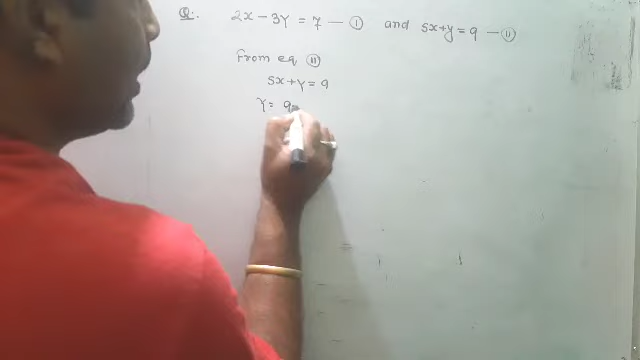 Q:. 2x - 3y = 7 — (I) and 5x+y = 9 — (II)
From eq (II)
5x+y = 9
y = 9-